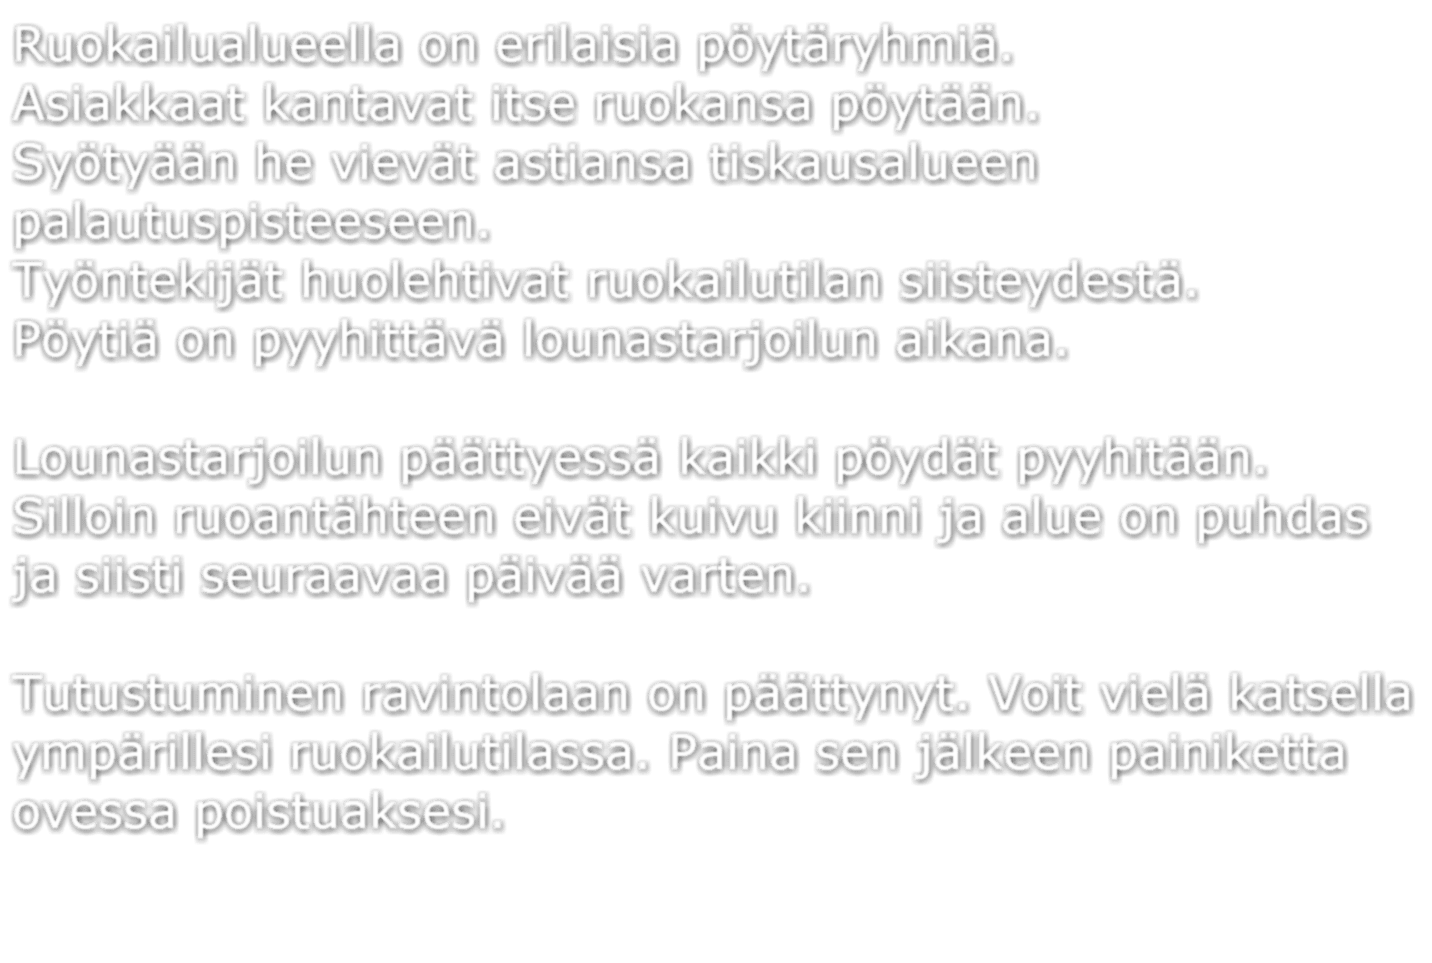 Ruokailualueella on erilaisia pöytäryhmiä.
Asiakkaat kantavat itse ruokansa pöytään.
Syötyään he vievät astiansa tiskausalueen
palautuspisteeseen.
Työntekijät huolehtivat ruokailutilan siisteydestä.
Pöytiä on pyyhittävä lounastarjoilun aikana.
Lounastarjoilun päättyessä kaikki pöydät pyyhitään.
Silloin ruoantähteen eivät kuivu kiinni ja alue on puhdas
ja siisti seuraavaa päivää varten.
Tutustuminen ravintolaan on päättynyt. Voit vielä katsella
ympärillesi ruokailutilassa. Paina sen jälkeen painiketta
ovessa poistuaksesi.